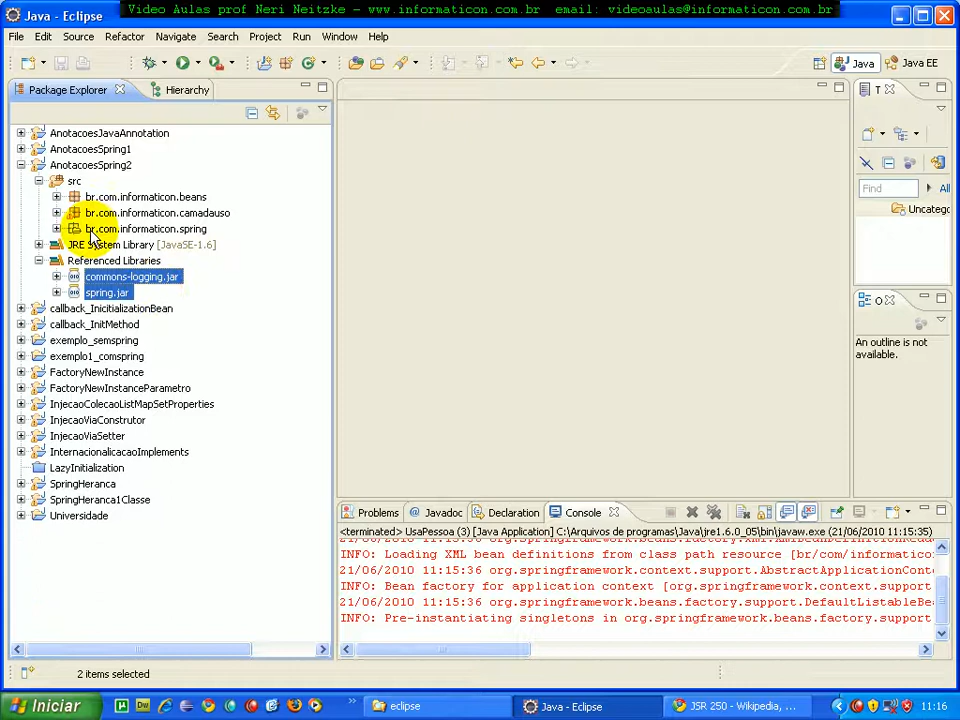 Java - Eclipse
Video Aulas prof Neri Neitzke – www.informaticon.com.br email: videoaulas@informaticon.com.br
File Edit Source Refactor Navigate Search Project Run Window Help
Java
Java EE
Package Explorer
Hierarchy
T
AnotacoesJavaAnnotation
AnotacoesSpring1
AnotacoesSpring2
src
br.com.informaticon.beans
br.com.informaticon.camadauso
br.com.informaticon.spring
JRE System Library [JavaSE-1.6]
Referenced Libraries
commons-logging.jar
spring.jar
callback_InicitializationBean
callback_InitMethod
exemplo_semspring
exemplo1_comspring
FactoryNewInstance
FactoryNewInstanceParametro
InjecaoColecaoListMapSetProperties
InjecaoViaConstrutor
InjecaoViaSetter
InternacionalicaoImplements
LazyInitialization
SpringHeranca
SpringHeranca1Classe
Universidade
Find
All
Uncatego
O
An outline is not
available.
Problems
Javadoc
Declaration
Console
<terminated> UsaPessoa (3) [Java Application] C:\Arquivos de programas\Java\jre1.6.0_05\bin\javaw.exe (21/06/2010 11:15:35)
INFO: Loading XML bean definitions from class path resource [br/com/informatico
21/06/2010 11:15:36 org.springframework.context.support.AbstractApplicationConte
INFO: Bean factory for application context [org.springframework.context.support.
21/06/2010 11:15:36 org.springframework.beans.factory.support.DefaultListableBea
INFO: Pre-instantiating singletons in org.springframework.beans.factory.support
2 items selected
Iniciar
eclipse
Java - Eclipse
JSR 250 - Wikipedia, ...
11:16